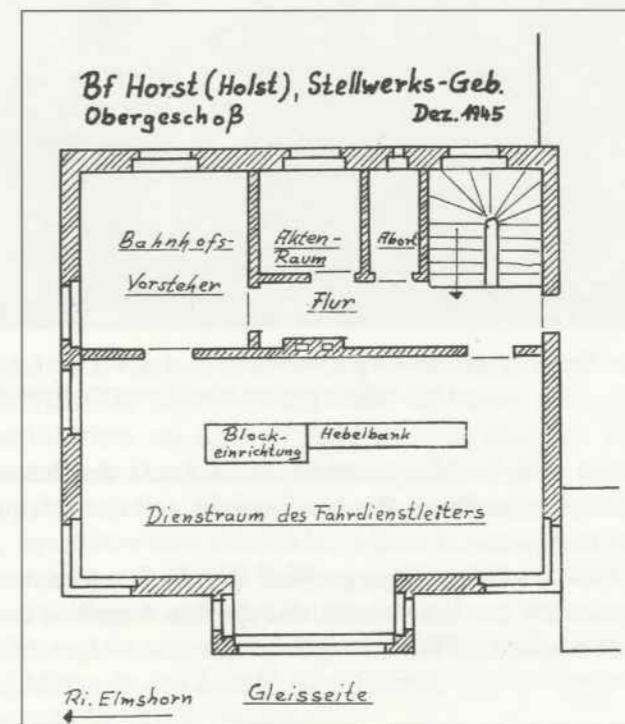 Bf Horst (Holst), Stellwerks-Geb.
Obergeschoß Dez. 1945
Bahnhofs-
Vorsteher
Akten-
Raum
Abort
Flur
Block-
einrichtung
Hebelbank
Dienstraum des Fahrdienstleiters
Ri. Elmshorn
Gleisseite